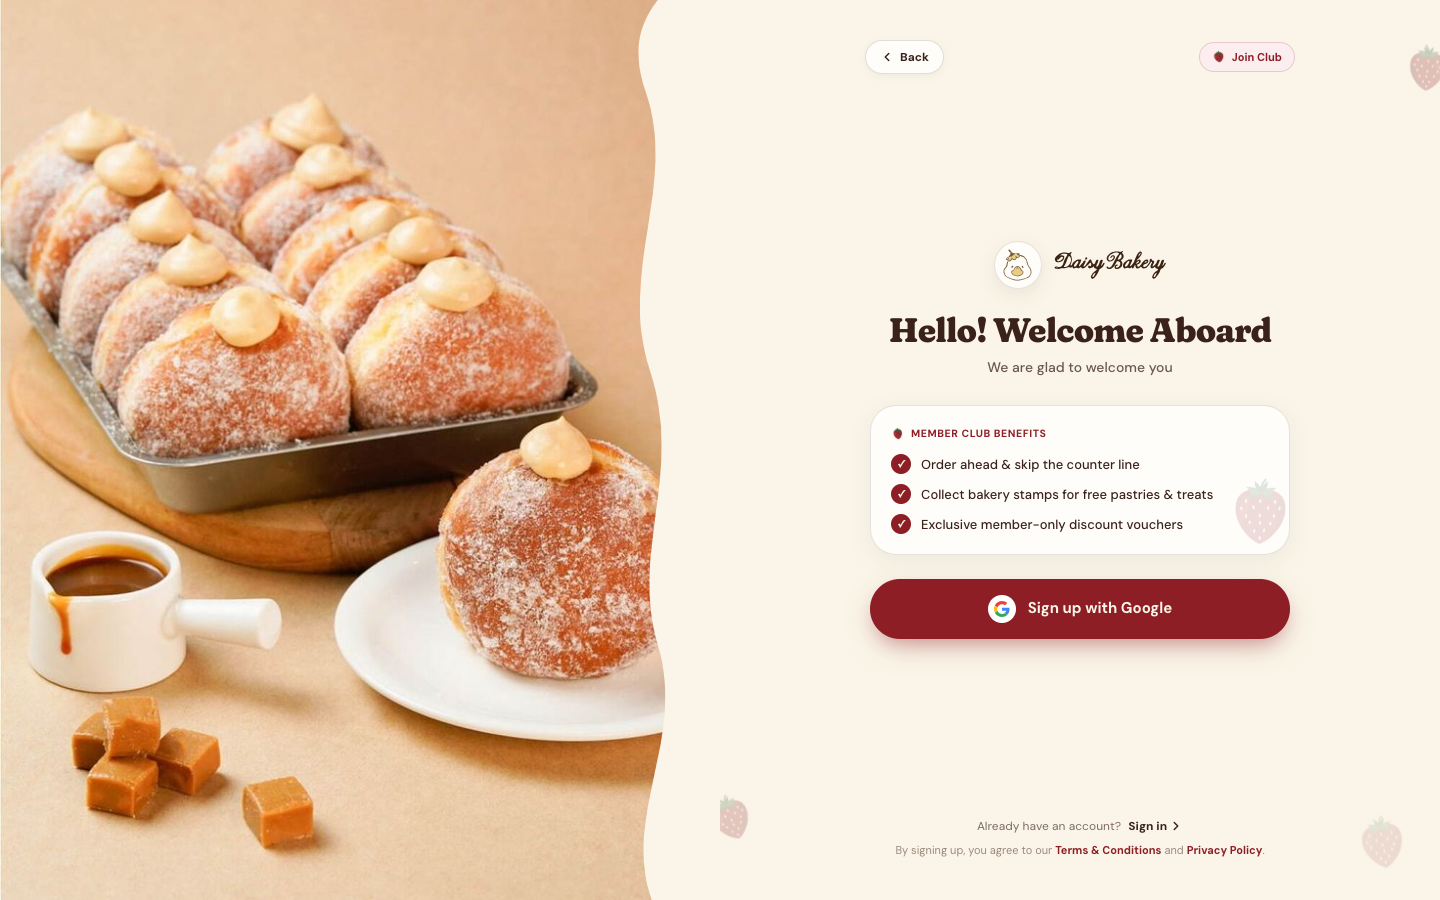 Back
Join Club
Daisy Bakery
Hello! Welcome Aboard
We are glad to welcome you
MEMBER CLUB BENEFITS
Order ahead & skip the counter line
Collect bakery stamps for free pastries & treats
Exclusive member-only discount vouchers
Sign up with Google
Already have an account? Sign in
By signing up, you agree to our Terms & Conditions and Privacy Policy.